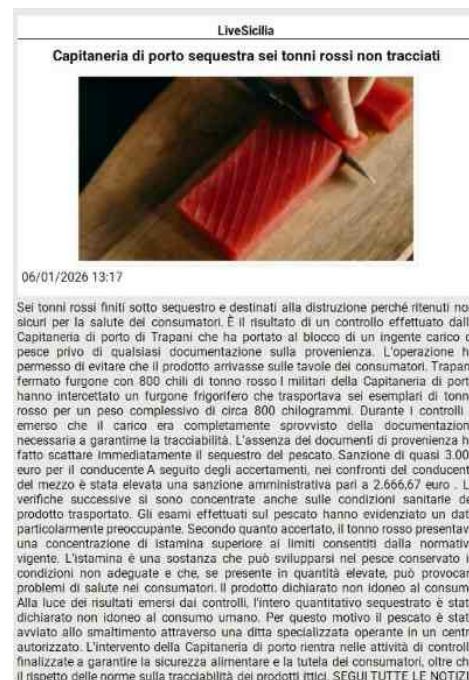 LiveSicilia
Capitaneria di porto sequestra sei tonni rossi non tracciati
06/01/2026 13:17
Sei tonni rossi finiti sotto sequestro e destinati alla distruzione perché ritenuti no
sicuri per la salute dei consumatori. È il risultato di un controllo effettuato dall
Capitaneria di porto di Trapani che ha portato al blocco di un ingente carico d
pesce privo di qualsiasi documentazione sulla provenienza. L'operazione h
permesso di evitare che il prodotto arrivasse sulle tavole dei consumatori. Trapan
fermato furgone con 800 chili di tonno rosso I militari della Capitaneria di port
hanno intercettato un furgone frigorifero che trasportava sei esemplari di tonn
rosso per un peso complessivo di circa 800 chilogrammi. Durante i controlli
emerso che il carico era completamente sprovvisto della documentazion
necessaria a garantirne la tracciabilità. L'assenza dei documenti di provenienza h
fatto scattare immediatamente il sequestro del pescato. Sanzione di quasi 3.00
euro per il conducente A seguito degli accertamenti, nei confronti del conducent
del mezzo è stata elevata una sanzione amministrativa pari a 2.666,67 euro . L
verifiche successive si sono concentrate anche sulle condizioni sanitarie de
prodotto trasportato. Gli esami effettuati sul pescato hanno evidenziato un dat
particolarmente preoccupante. Secondo quanto accertato, il tonno rosso presentav
una concentrazione di istamina superiore ai limiti consentiti dalla normativ
vigente. L'istamina è una sostanza che può svilupparsi nel pesce conservato i
condizioni non adeguate e che, se presente in quantità elevate, può provocar
problemi di salute nei consumatori. Il prodotto dichiarato non idoneo al consum
Alla luce dei risultati emersi dai controlli, l'intero quantitativo sequestrato è stat
dichiarato non idoneo al consumo umano. Per questo motivo il pescato è stat
avviato allo smaltimento attraverso una ditta specializzata operante in un centr
autorizzato. L'intervento della Capitaneria di porto rientra nelle attività di controll
finalizzate a garantire la sicurezza alimentare e la tutela dei consumatori, oltre ch
il rispetto delle norme sulla tracciabilità dei prodotti ittici. SEGUI TUTTE LE NOTIZI